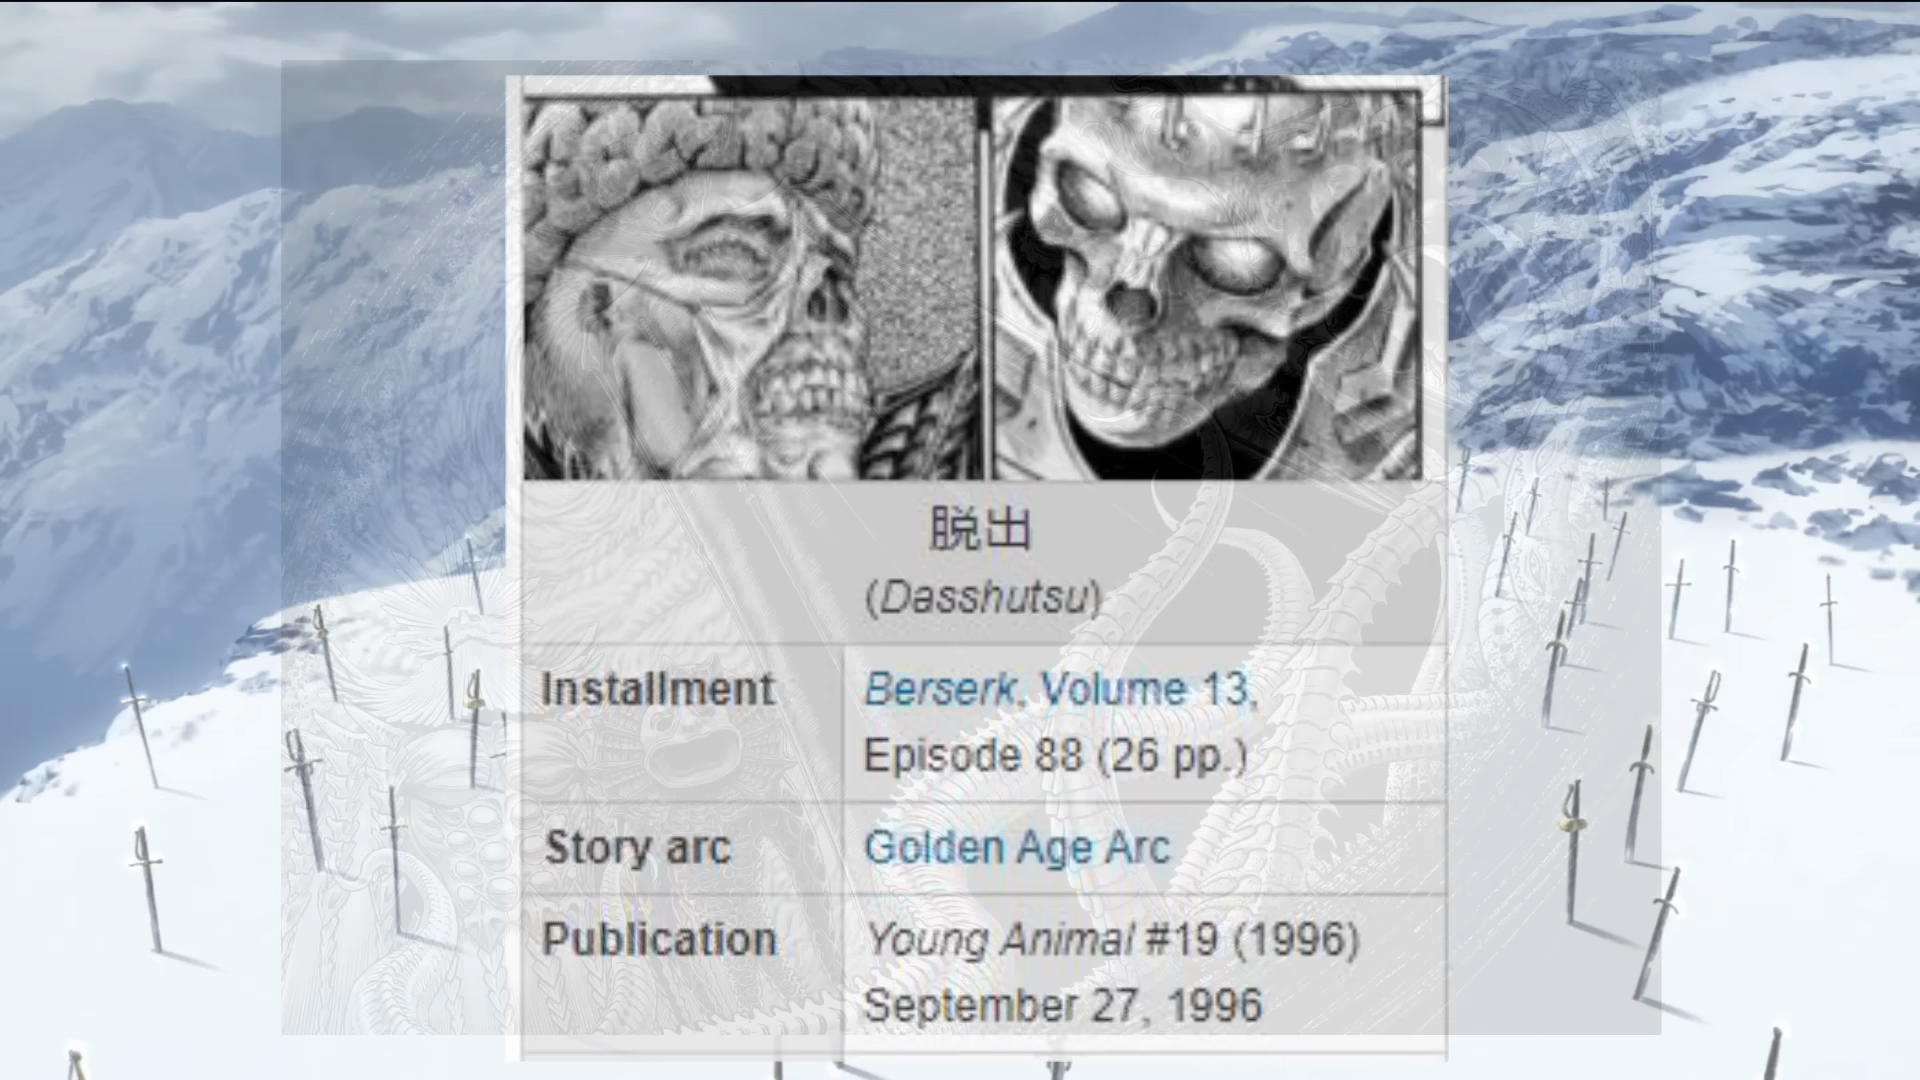 脱出
(Dasshutsu)
Installment
Berserk, Volume 13,
Episode 88 (26 pp.)
Story arc
Golden Age Arc
Publication
Young Animal #19 (1996)
September 27, 1996